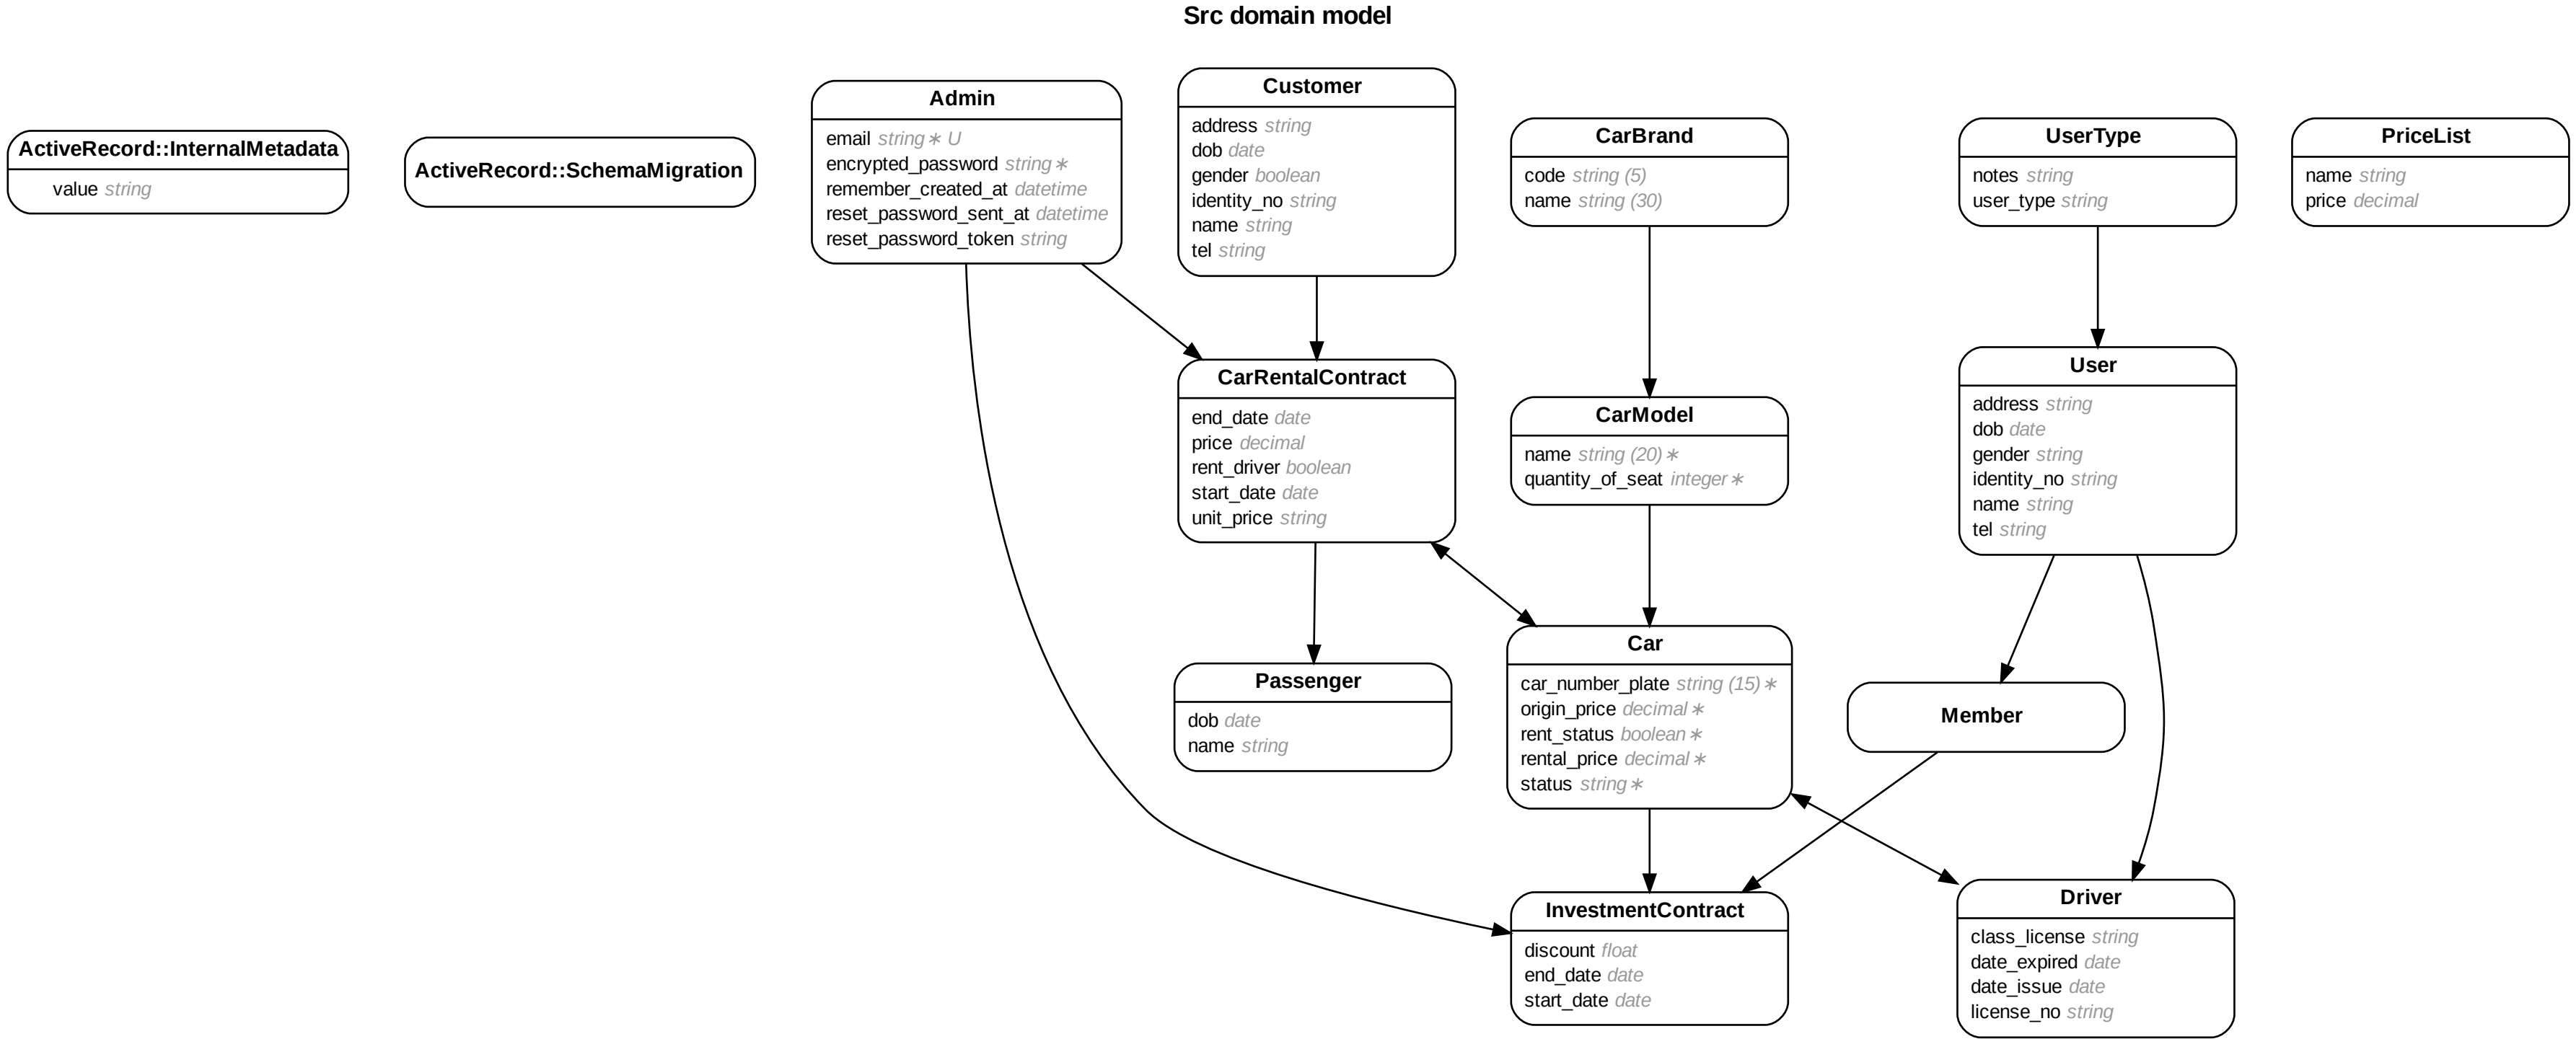 Src domain model
ActiveRecord::InternalMetadata
value string
ActiveRecord::SchemaMigration
Admin
email string∗ U
encrypted_password string∗
remember_created_at datetime
reset_password_sent_at datetime
reset_password_token string
Customer
address string
dob date
gender boolean
identity_no string
name string
tel string
CarBrand
code string (5)
name string (30)
UserType
notes string
user_type string
PriceList
name string
price decimal
CarRentalContract
end_date date
price decimal
rent_driver boolean
start_date date
unit_price string
CarModel
name string (20)∗
quantity_of_seat integer∗
User
address string
dob date
gender string
identity_no string
name string
tel string
Passenger
dob date
name string
Car
car_number_plate string (15)∗
origin_price decimal∗
rent_status boolean∗
rental_price decimal∗
status string∗
Member
InvestmentContract
discount float
end_date date
start_date date
Driver
class_license string
date_expired date
date_issue date
license_no string